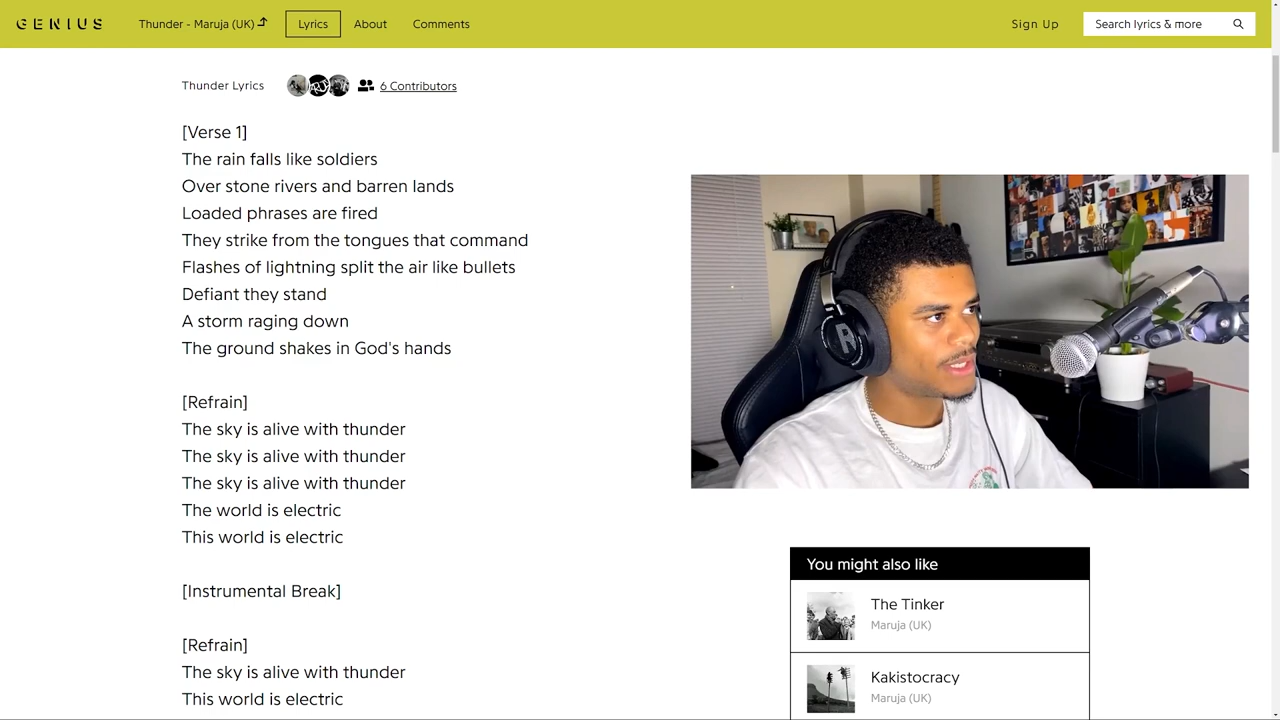 GENIUS
Thunder - Maruja (UK)
Lyrics
About
Comments
Sign Up
Search lyrics & more
Thunder Lyrics
6 Contributors
[Verse 1]
The rain falls like soldiers
Over stone rivers and barren lands
Loaded phrases are fired
They strike from the tongues that command
Flashes of lightning split the air like bullets
Defiant they stand
A storm raging down
The ground shakes in God's hands
[Refrain]
The sky is alive with thunder
The sky is alive with thunder
The sky is alive with thunder
The world is electric
This world is electric
[Instrumental Break]
[Refrain]
The sky is alive with thunder
This world is electric
R
You might also like
The Tinker
Maruja (UK)
Kakistocracy
Maruja (UK)